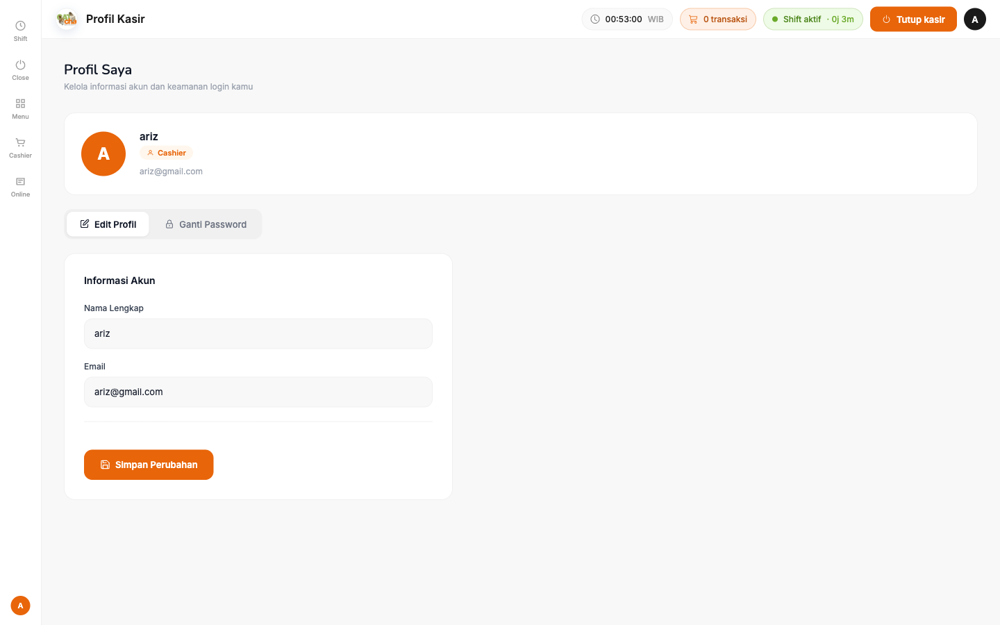 Profil Kasir
00:53:00 WIB
0 transaksi
Shift aktif · 0j 3m
Tutup kasir
A
Shift
Close
Menu
Cashier
Online
A
Profil Saya
Kelola informasi akun dan keamanan login kamu
A
ariz
Cashier
ariz@gmail.com
Edit Profil
Ganti Password
Informasi Akun
Nama Lengkap
ariz
Email
ariz@gmail.com
Simpan Perubahan